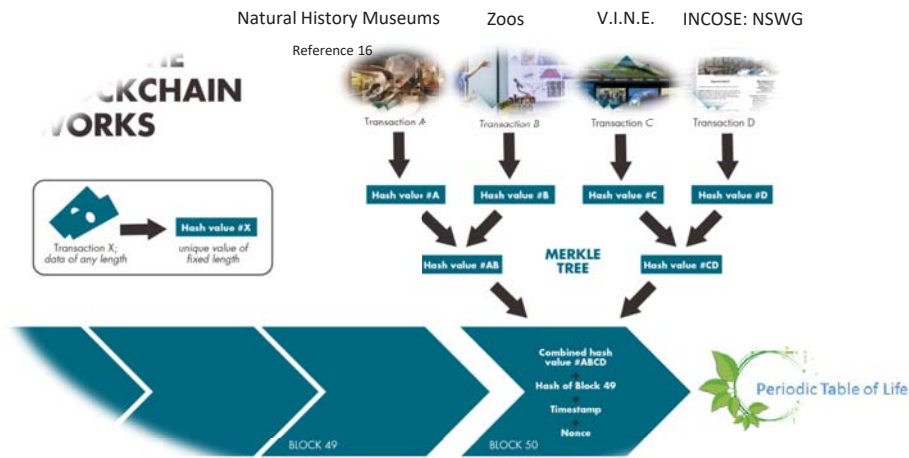 Natural History Museums
Zoos
V.I.N.E.
INCOSE: NSWG
Reference 16
CKCHAIN
WORKS
Transaction A
Transaction B
Transaction C
Transaction D
Hash value #A
Hash value #B
Hash value #C
Hash value #D
Hash value #X
Transaction X;
data of any length
unique value of
fixed length
Hash value #AB
MERKLE
TREE
Hash value #CD
Combined hash
value #ABCD
+
Hash of Block 49
+
Timestamp
+
Nonce
BLOCK 49
BLOCK 50
Periodic Table of Life